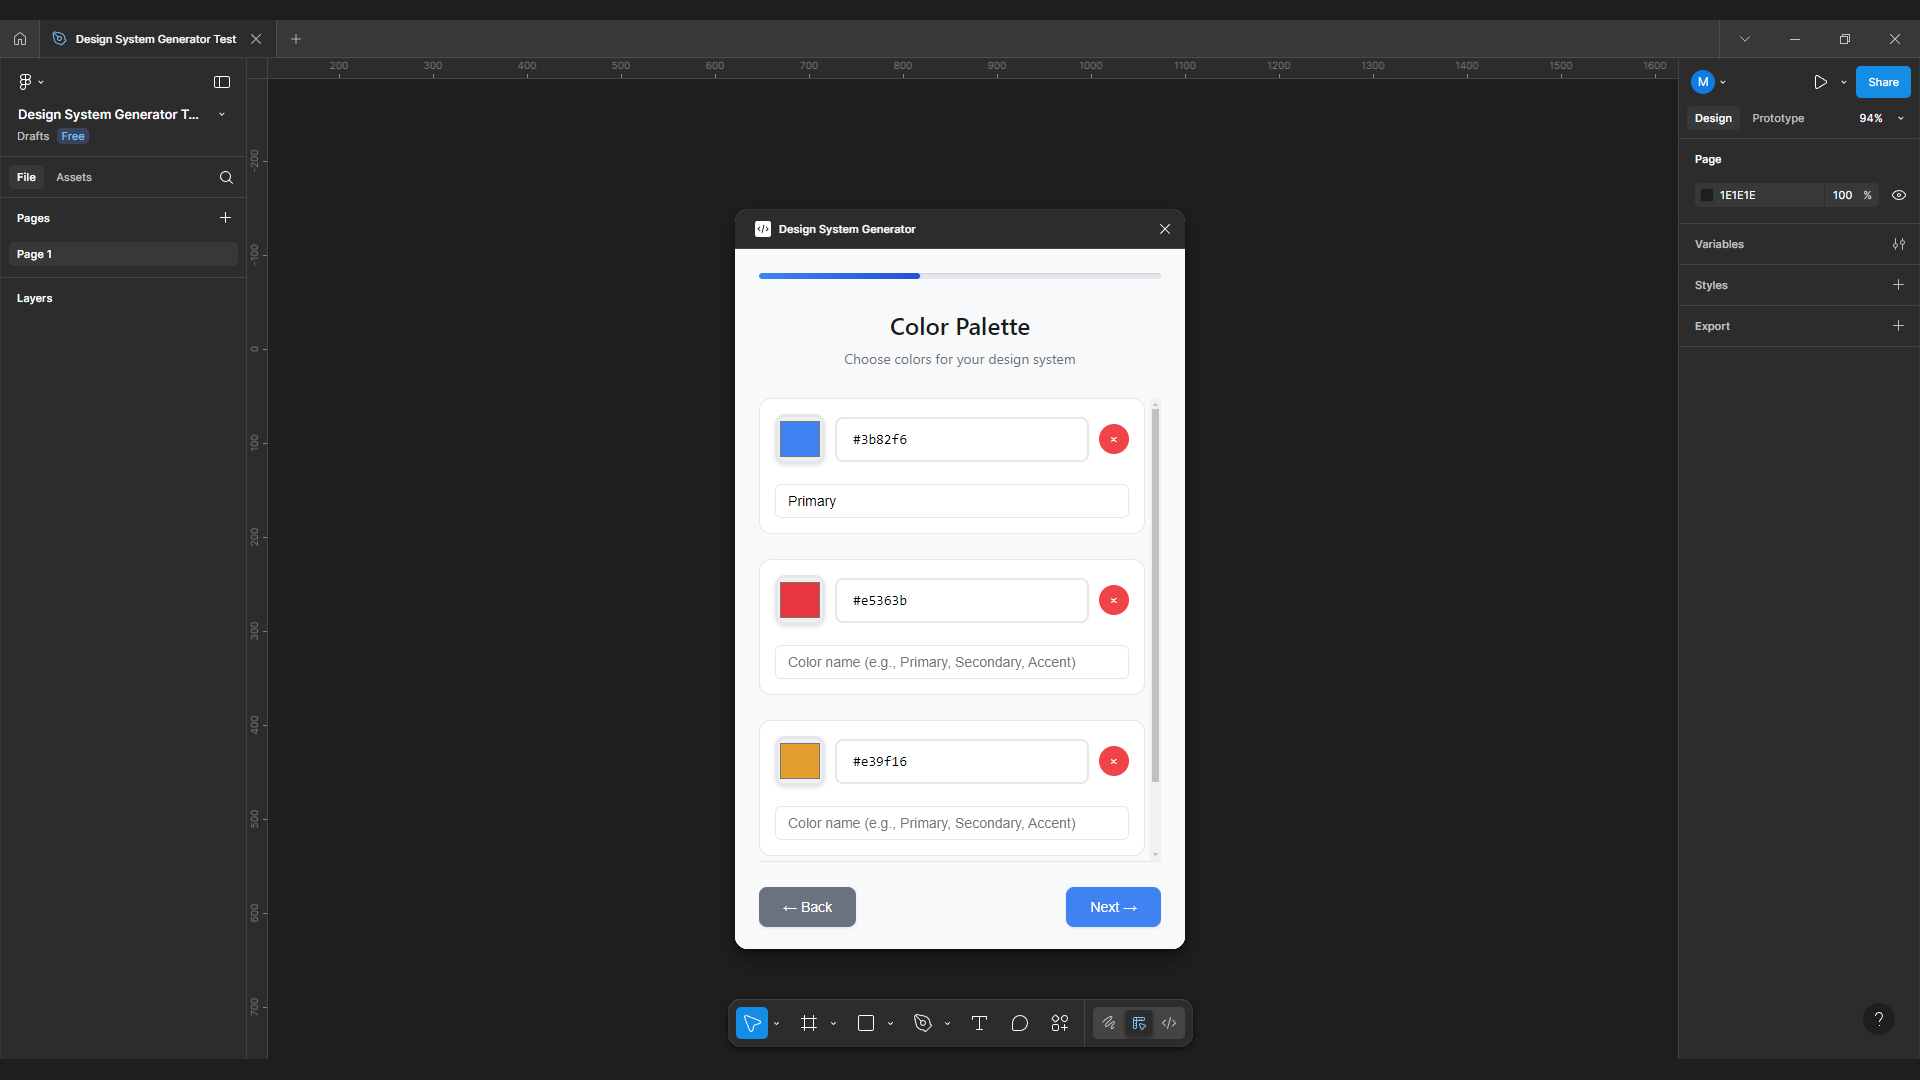 Design System Generator Test
200 300 400 500 600 700 800 900 1000 1100 1200 1300 1400 1500 1600
M
Share
Design System Generator T...
Drafts Free
Design Prototype 94%
File Assets
Page
Pages
1E1E1E 100 %
Page 1
Variables
Layers
Styles
Export
-200
-100
0
100
200
300
400
500
600
700
Design System Generator
Color Palette
Choose colors for your design system
#3b82f6
Primary
#e5363b
Color name (e.g., Primary, Secondary, Accent)
#e39f16
Color name (e.g., Primary, Secondary, Accent)
← Back
Next →
?